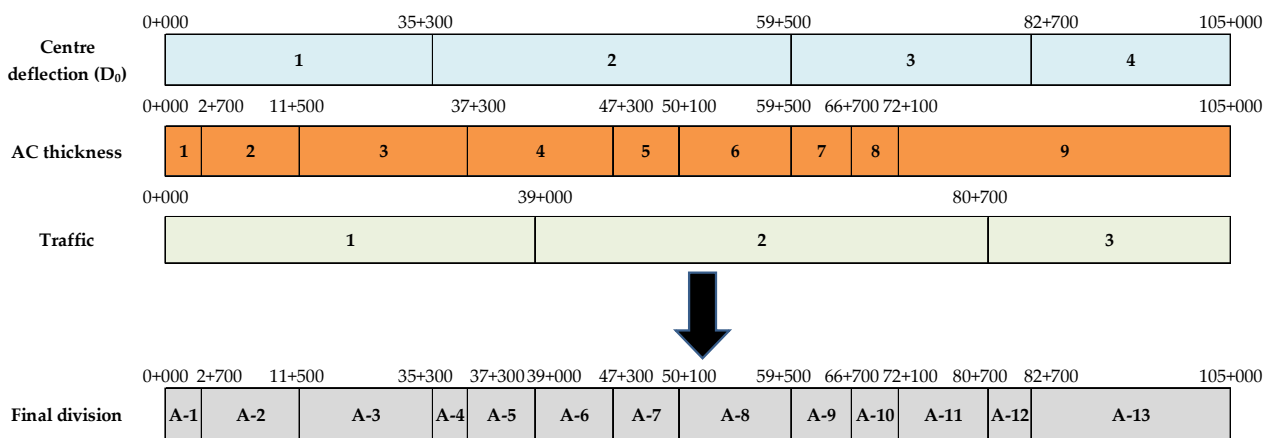 0+000 35+300 59+500 82+700 105+000
Centre
deflection (D₀)
1 2 3 4
0+000 2+700 11+500 37+300 47+300 50+100 59+500 66+700 72+100 105+000
AC thickness
1 2 3 4 5 6 7 8 9
0+000 39+000 80+700
Traffic
1 2 3
0+000 2+700 11+500 35+300 37+300 39+000 47+300 50+100 59+500 66+700 72+100 80+700 82+700 105+000
Final division
A-1 A-2 A-3 A-4 A-5 A-6 A-7 A-8 A-9 A-10 A-11 A-12 A-13